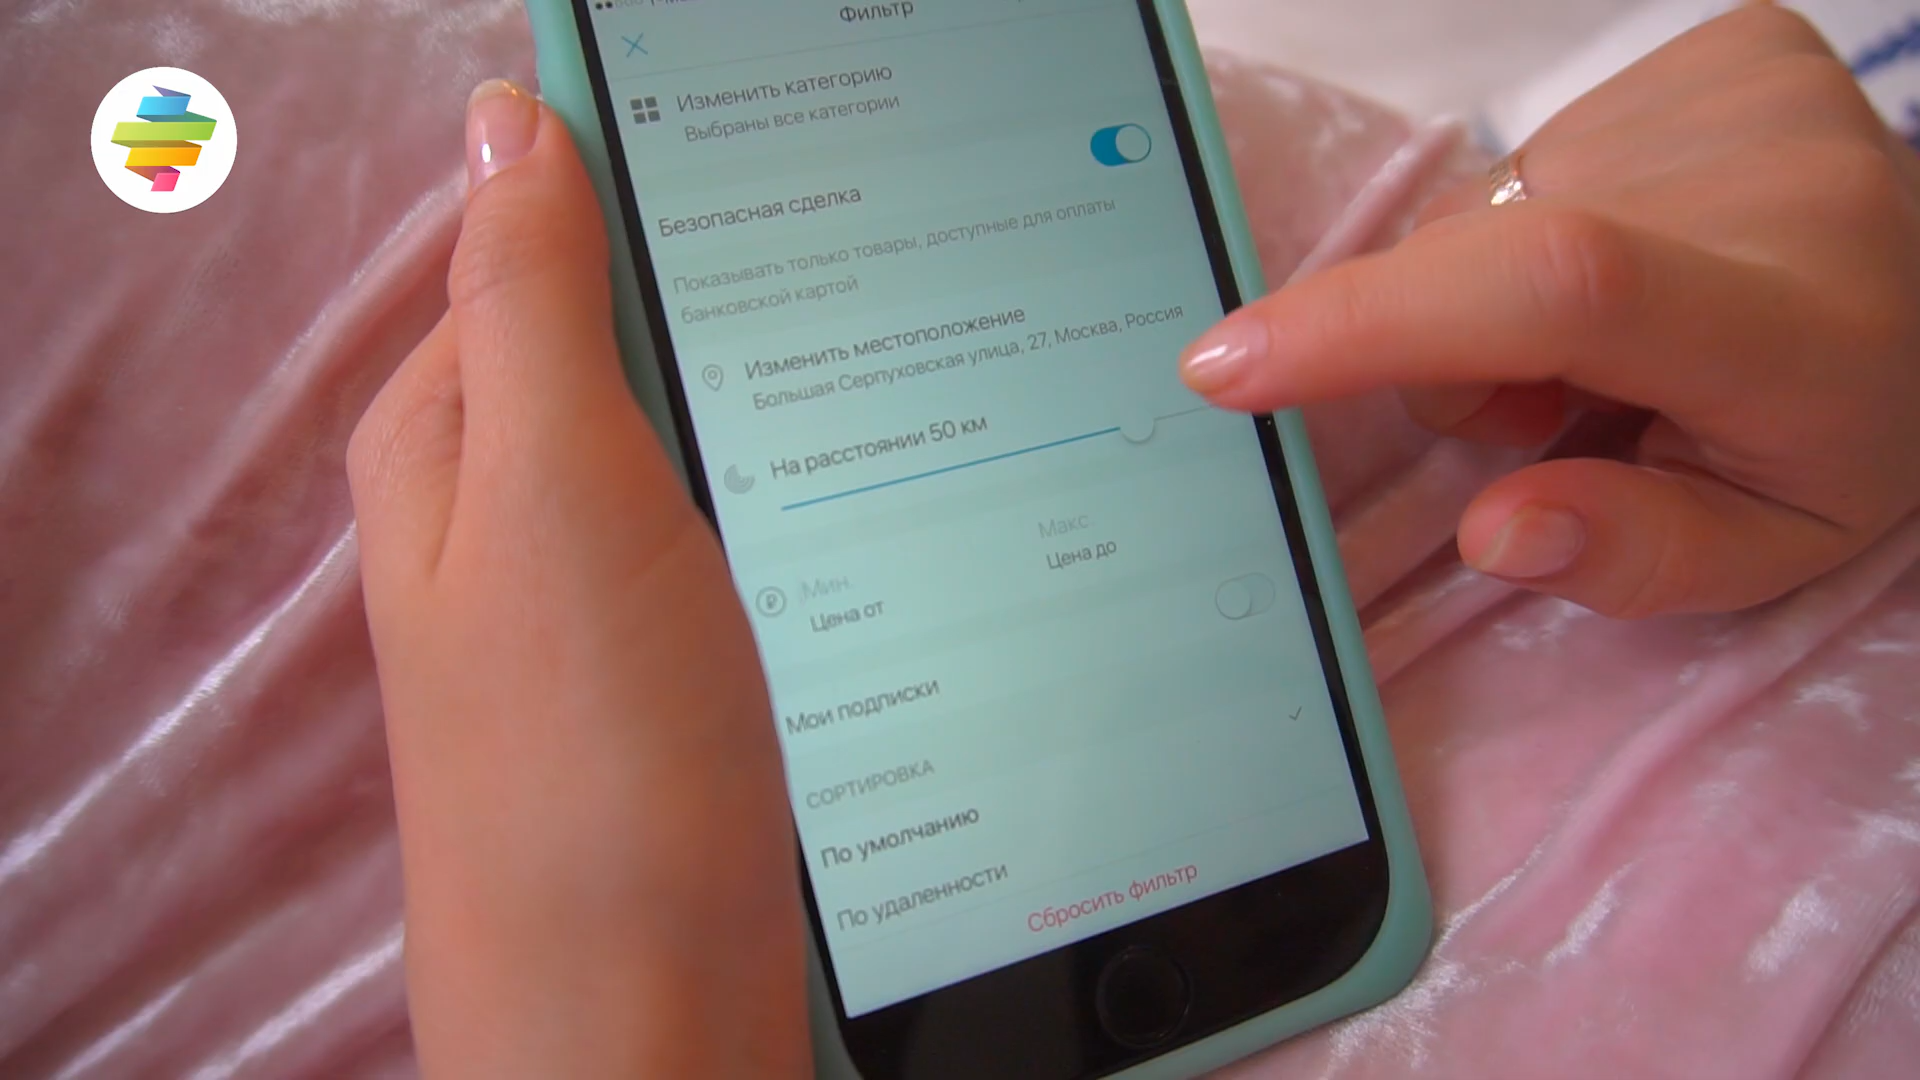 Фильтр
Изменить категорию
Выбраны все категории
Безопасная сделка
Показывать только товары, доступные для оплаты
банковской картой
Изменить местоположение
Большая Серпуховская улица, 27, Москва, Россия
На расстоянии 50 км
Мин.
Макс.
Цена от
Цена до
Мои подписки
СОРТИРОВКА
По умолчанию
По удаленности
Сбросить фильтр